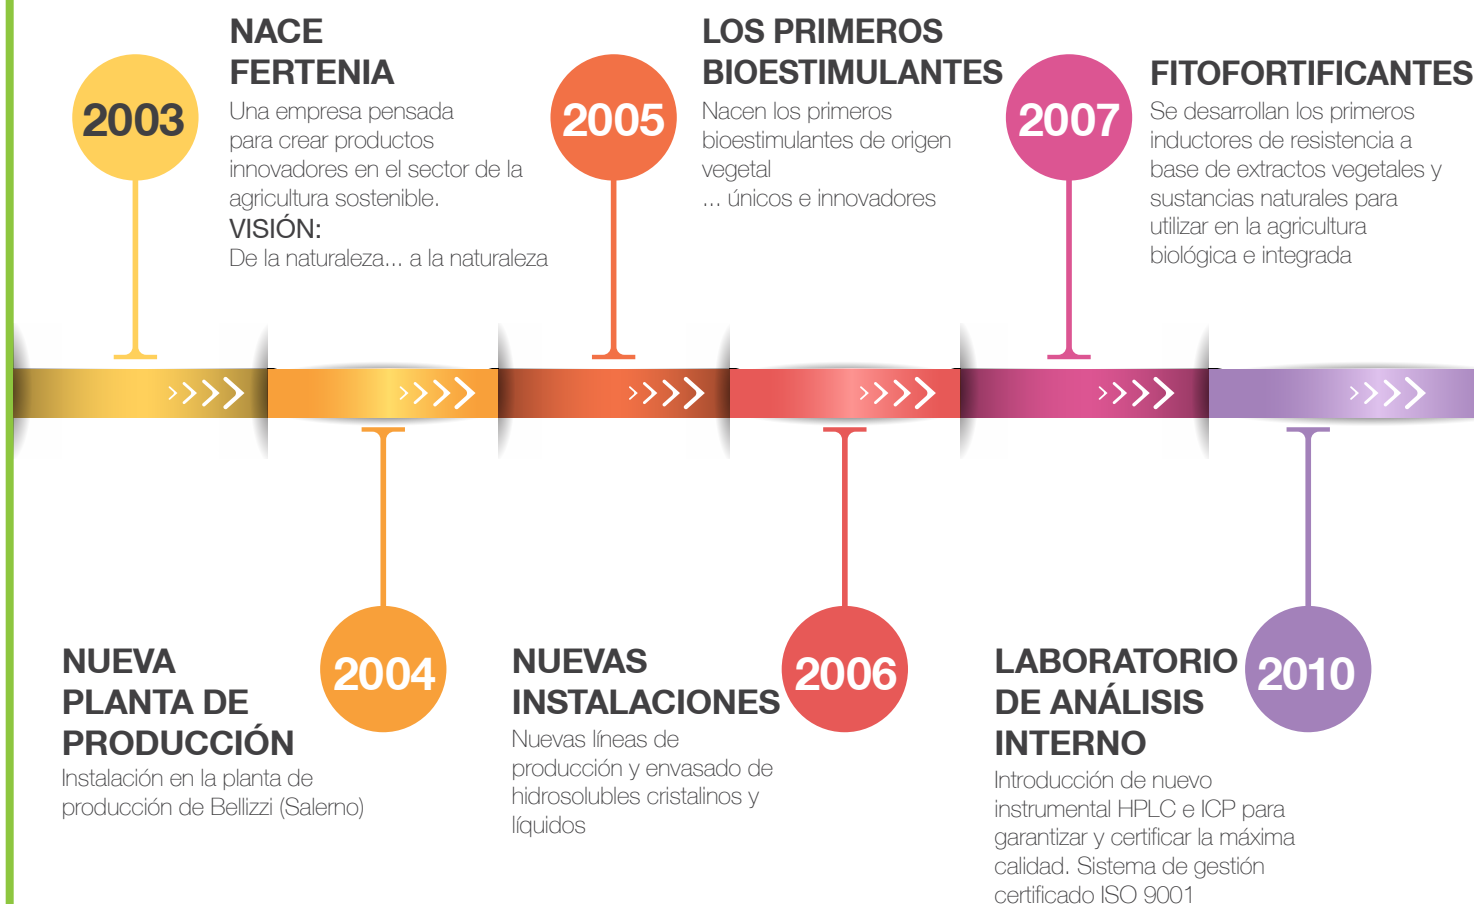 2003
NACE
FERTENIA
Una empresa pensada
para crear productos
innovadores en el sector de la
agricultura sostenible.
VISIÓN:
De la naturaleza... a la naturaleza
2004
NUEVA
PLANTA DE
PRODUCCIÓN
Instalación en la planta de
producción de Bellizzi (Salerno)
2005
LOS PRIMEROS
BIOESTIMULANTES
Nacen los primeros
bioestimulantes de origen
vegetal
... únicos e innovadores
2006
NUEVAS
INSTALACIONES
Nuevas líneas de
producción y envasado de
hidrosolubles cristalinos y
líquidos
2007
FITOFORTIFICANTES
Se desarrollan los primeros
inductores de resistencia a
base de extractos vegetales y
sustancias naturales para
utilizar en la agricultura
biológica e integrada
2010
LABORATORIO
DE ANÁLISIS
INTERNO
Introducción de nuevo
instrumental HPLC e ICP para
garantizar y certificar la máxima
calidad. Sistema de gestión
certificado ISO 9001